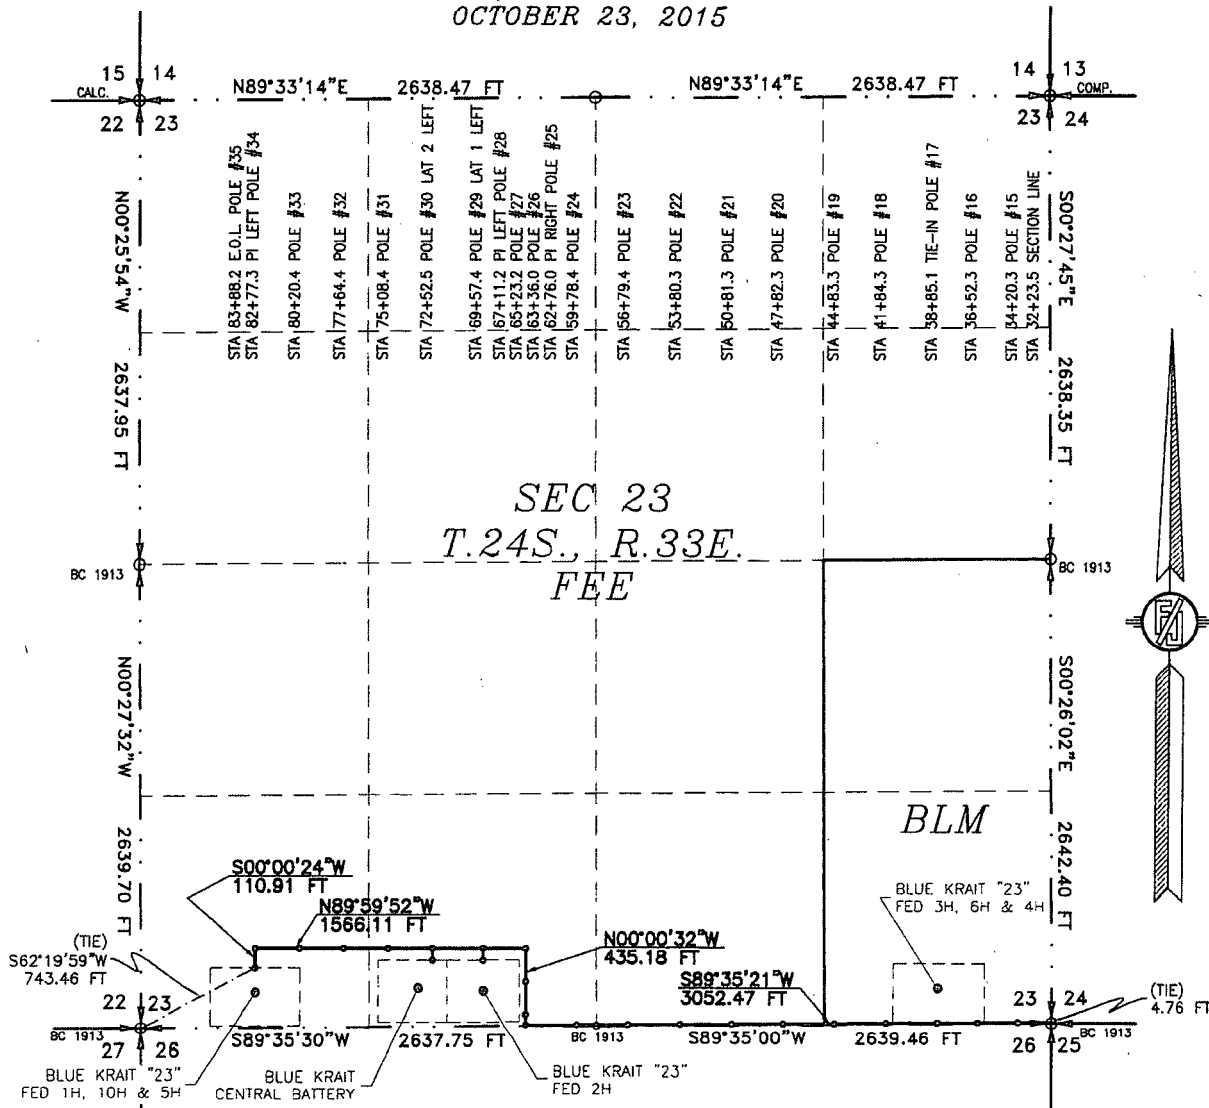 OCTOBER 23, 2015
15 14
14 13
CALC.
N89°33'14"E 2638.47 FT
N89°33'14"E 2638.47 FT
COMP.
22 23
23 24
STA 83+88.2 E.O.L POLE #35
STA 82+77.3 PI LEFT POLE #34
STA 80+20.4 POLE #33
STA 77+64.4 POLE #32
STA 75+08.4 POLE #31
STA 72+52.5 POLE #30 LAT 2 LEFT
STA 69+57.4 POLE #29 LAT 1 LEFT
STA 67+11.2 PI LEFT POLE #28
STA 65+23.2 POLE #27
STA 63+36.0 POLE #26
STA 62+76.0 PI RIGHT POLE #25
STA 59+78.4 POLE #24
STA 56+79.4 POLE #23
STA 53+80.3 POLE #22
STA 50+81.3 POLE #21
STA 47+82.3 POLE #20
STA 44+83.3 POLE #19
STA 41+84.3 POLE #18
STA 38+85.1 TIE-IN POLE #17
STA 36+52.3 POLE #16
STA 34+20.3 POLE #15
STA 32+23.5 SECTION LINE
N00°25'54"W 2637.95 FT
S00°27'45"E 2638.35 FT
SEC 23
T.24S., R.33E.
FEE
BC 1913
BC 1913
N00°27'32"W 2639.70 FT
S00°26'02"E 2642.40 FT
BLM
S00°00'24"W
110.91 FT
N89°59'52"W
1566.11 FT
BLUE KRAIT "23"
FED 3H, 6H & 4H
N00°00'32"W
435.18 FT
(TIE)
S62°19'59"W
743.46 FT
S89°35'21"W
3052.47 FT
(TIE)
4.76 FT
22 23
23 24
BC 1913
27 26
S89°35'30"W 2637.75 FT
BC 1913
S89°35'00"W 2639.46 FT
BC 1913
26 25
BLUE KRAIT "23"
FED 1H, 10H & 5H
BLUE KRAIT
CENTRAL BATTERY
BLUE KRAIT "23"
FED 2H